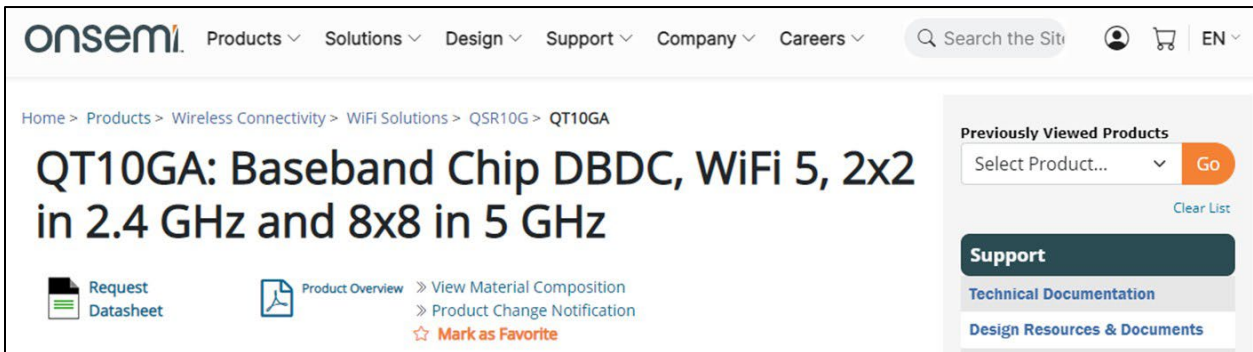 onsemi Products Solutions Design Support Company Careers Search the Site EN
Home > Products > Wireless Connectivity > WiFi Solutions > QSR10G > QT10GA
QT10GA: Baseband Chip DBDC, WiFi 5, 2x2
in 2.4 GHz and 8x8 in 5 GHz
Request
Datasheet
Product Overview
» View Material Composition
» Product Change Notification
Mark as Favorite
Previously Viewed Products
Select Product... Go
Clear List
Support
Technical Documentation
Design Resources & Documents